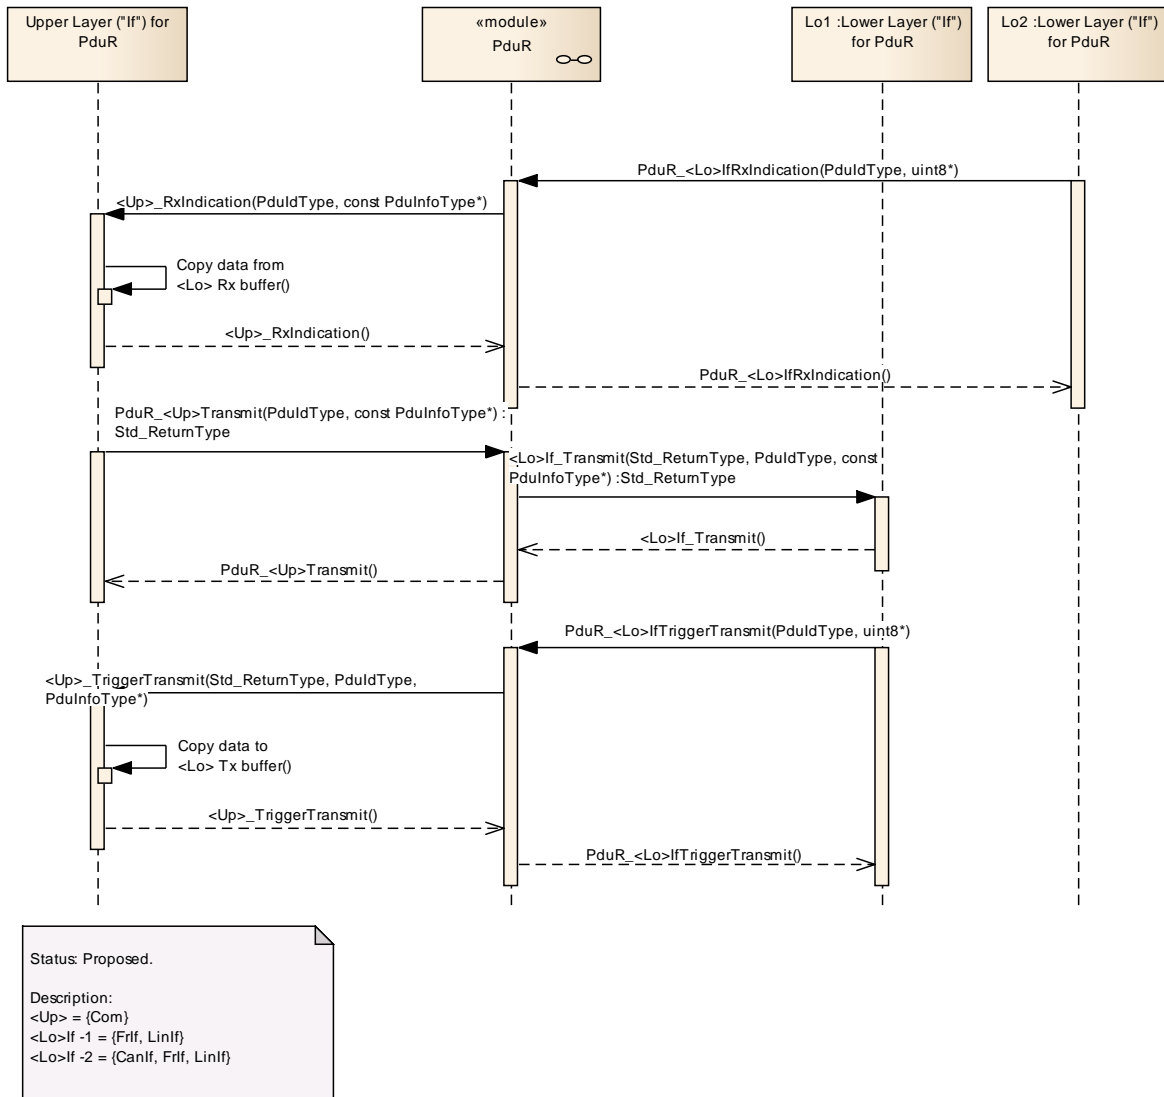 Upper Layer ("If") for
PduR
«module»
PduR
Lo1 :Lower Layer ("If")
for PduR
Lo2 :Lower Layer ("If")
for PduR
PduR_<Lo>IfRxIndication(PduIdType, uint8*)
<Up>_RxIndication(PduIdType, const PduInfoType*)
Copy data from
<Lo> Rx buffer()
<Up>_RxIndication()
PduR_<Lo>IfRxIndication()
PduR_<Up>Transmit(PduIdType, const PduInfoType*) :
Std_ReturnType
<Lo>If_Transmit(Std_ReturnType, PduIdType, const
PduInfoType*) :Std_ReturnType
<Lo>If_Transmit()
PduR_<Up>Transmit()
PduR_<Lo>IfTriggerTransmit(PduIdType, uint8*)
<Up>_TriggerTransmit(Std_ReturnType, PduIdType,
PduInfoType*)
Copy data to
<Lo> Tx buffer()
<Up>_TriggerTransmit()
PduR_<Lo>IfTriggerTransmit()
Status: Proposed.
Description:
<Up> = {Com}
<Lo>If -1 = {FrIf, LinIf}
<Lo>If -2 = {CanIf, FrIf, LinIf}